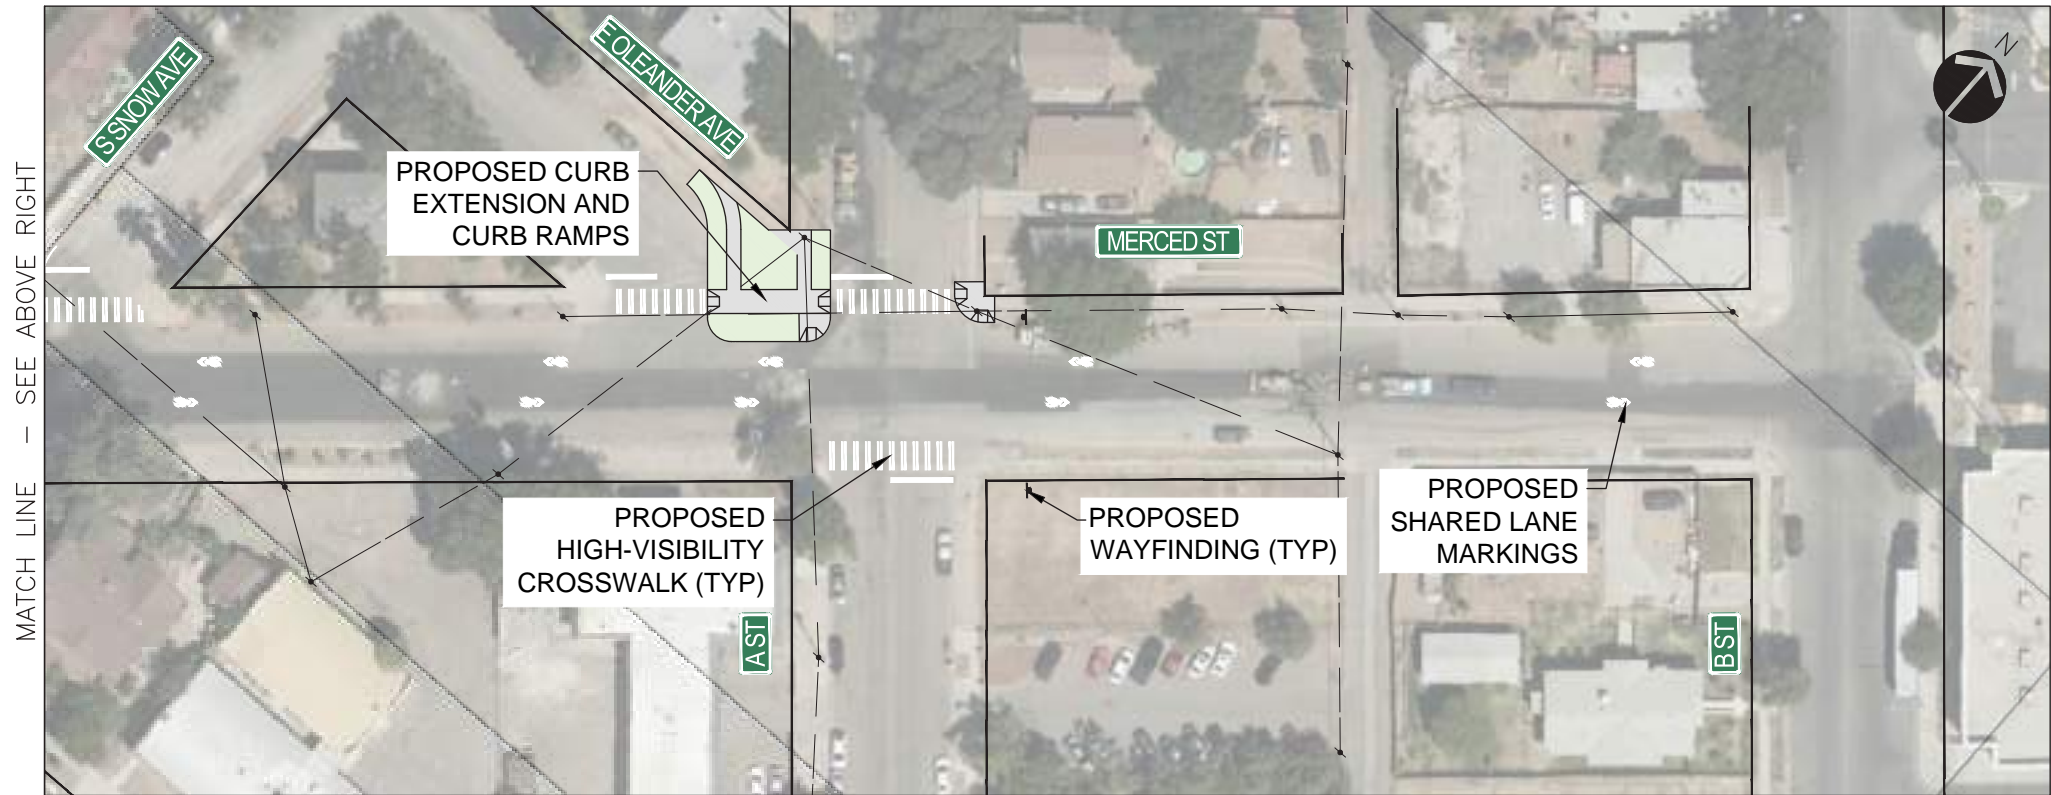 MATCH LINE – SEE ABOVE RIGHT
S SNOW AVE
E OLEANDER AVE
N
PROPOSED CURB
EXTENSION AND
CURB RAMPS
MERCED ST
PROPOSED
HIGH-VISIBILITY
CROSSWALK (TYP)
PROPOSED
WAYFINDING (TYP)
PROPOSED
SHARED LANE
MARKINGS
A ST
B ST